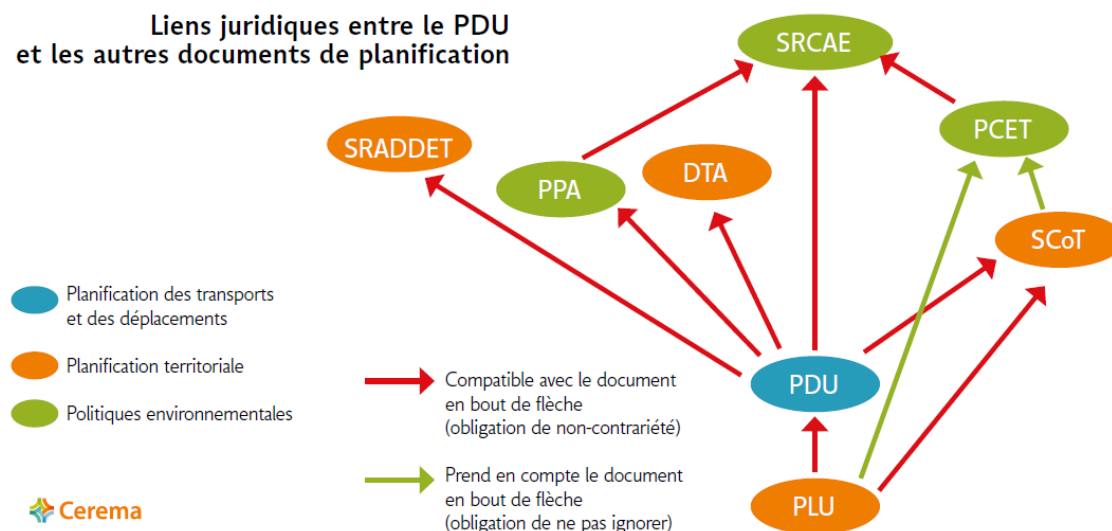 Liens juridiques entre le PDU
et les autres documents de planification
SRCAE
PCET
SRADDET
PPA
DTA
SCoT
Planification des transports
et des déplacements
Planification territoriale
Politiques environnementales
PDU
Compatible avec le document
en bout de flèche
(obligation de non-contrariété)
Prend en compte le document
en bout de flèche
(obligation de ne pas ignorer)
PLU
Cerema